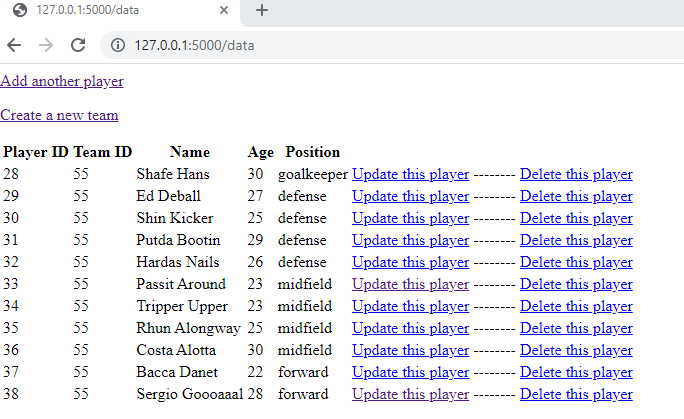 127.0.0.1:5000/data
127.0.0.1:5000/data
Add another player
Create a new team
Player ID Team ID Name Age Position
28 55 Shafe Hans 30 goalkeeper Update this player -------- Delete this player
29 55 Ed Deball 27 defense Update this player -------- Delete this player
30 55 Shin Kicker 25 defense Update this player -------- Delete this player
31 55 Putda Bootin 29 defense Update this player -------- Delete this player
32 55 Hardas Nails 26 defense Update this player -------- Delete this player
33 55 Passit Around 23 midfield Update this player -------- Delete this player
34 55 Tripper Upper 23 midfield Update this player -------- Delete this player
35 55 Rhun Alongway 25 midfield Update this player -------- Delete this player
36 55 Costa Alotta 30 midfield Update this player -------- Delete this player
37 55 Bacca Danet 22 forward Update this player -------- Delete this player
38 55 Sergio Goooaaal 28 forward Update this player -------- Delete this player